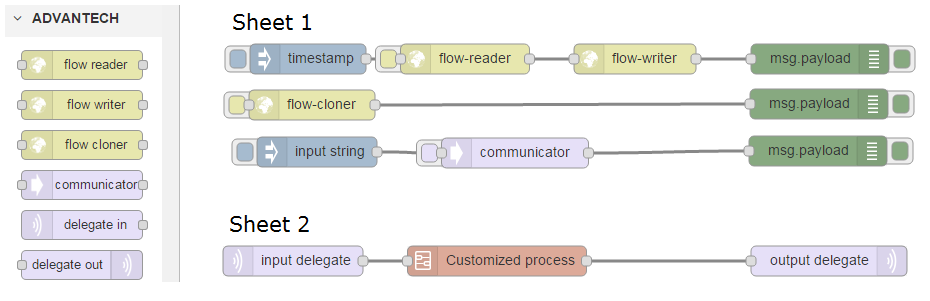 ADVANTECH
flow reader
flow writer
flow cloner
communicator
delegate in
delegate out
Sheet 1
timestamp
flow-reader
flow-writer
msg.payload
flow-cloner
msg.payload
input string
communicator
msg.payload
Sheet 2
input delegate
Customized process
output delegate